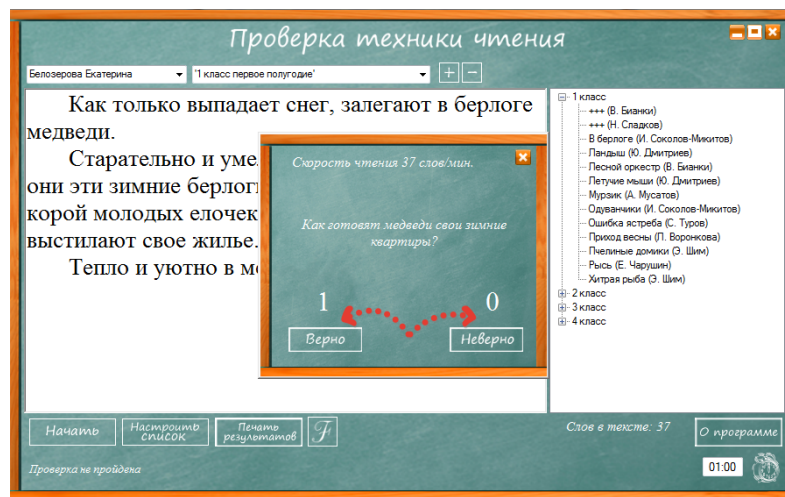 Проверка техники чтения
Белозерова Екатерина
"1 класс первое полугодие"
+ −
Как только выпадает снег, залегают в берлоге
медведи.
Старательно и уме
они эти зимние берлоги
корой молодых елочек
выстилают свое жилье.
Тепло и уютно в ме
Скорость чтения 37 слов/мин.
Как готовят медведи свои зимние
квартиры?
1
0
Верно
Неверно
1 класс
+++ (В. Бианки)
+++ (Н. Сладков)
В берлоге (И. Соколов-Микитов)
Ландыш (Ю. Дмитриев)
Лесной оркестр (В. Бианки)
Летучие мыши (Ю. Дмитриев)
Мурзик (А. Мусатов)
Одуванчики (И. Соколов-Микитов)
Ошибка ястреба (С. Туров)
Приход весны (Л. Воронкова)
Пчелиные домики (Э. Шим)
Рысь (Е. Чарушин)
Хитрая рыба (Э. Шим)
2 класс
3 класс
4 класс
Начать
Настроить
список
Печать
результатов
F
Слов в тексте: 37
О программе
Проверка не пройдена
01:00